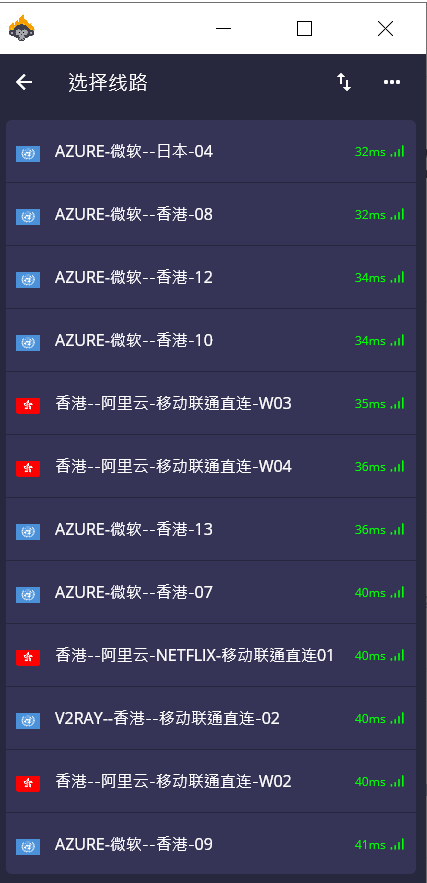 选择线路
AZURE-微软--日本-04 32ms
AZURE-微软--香港-08 32ms
AZURE-微软--香港-12 34ms
AZURE-微软--香港-10 34ms
香港--阿里云-移动联通直连-W03 35ms
香港--阿里云-移动联通直连-W04 36ms
AZURE-微软--香港-13 36ms
AZURE-微软--香港-07 40ms
香港--阿里云-NETFLIX-移动联通直连01 40ms
V2RAY--香港--移动联通直连-02 40ms
香港--阿里云-移动联通直连-W02 40ms
AZURE-微软--香港-09 41ms